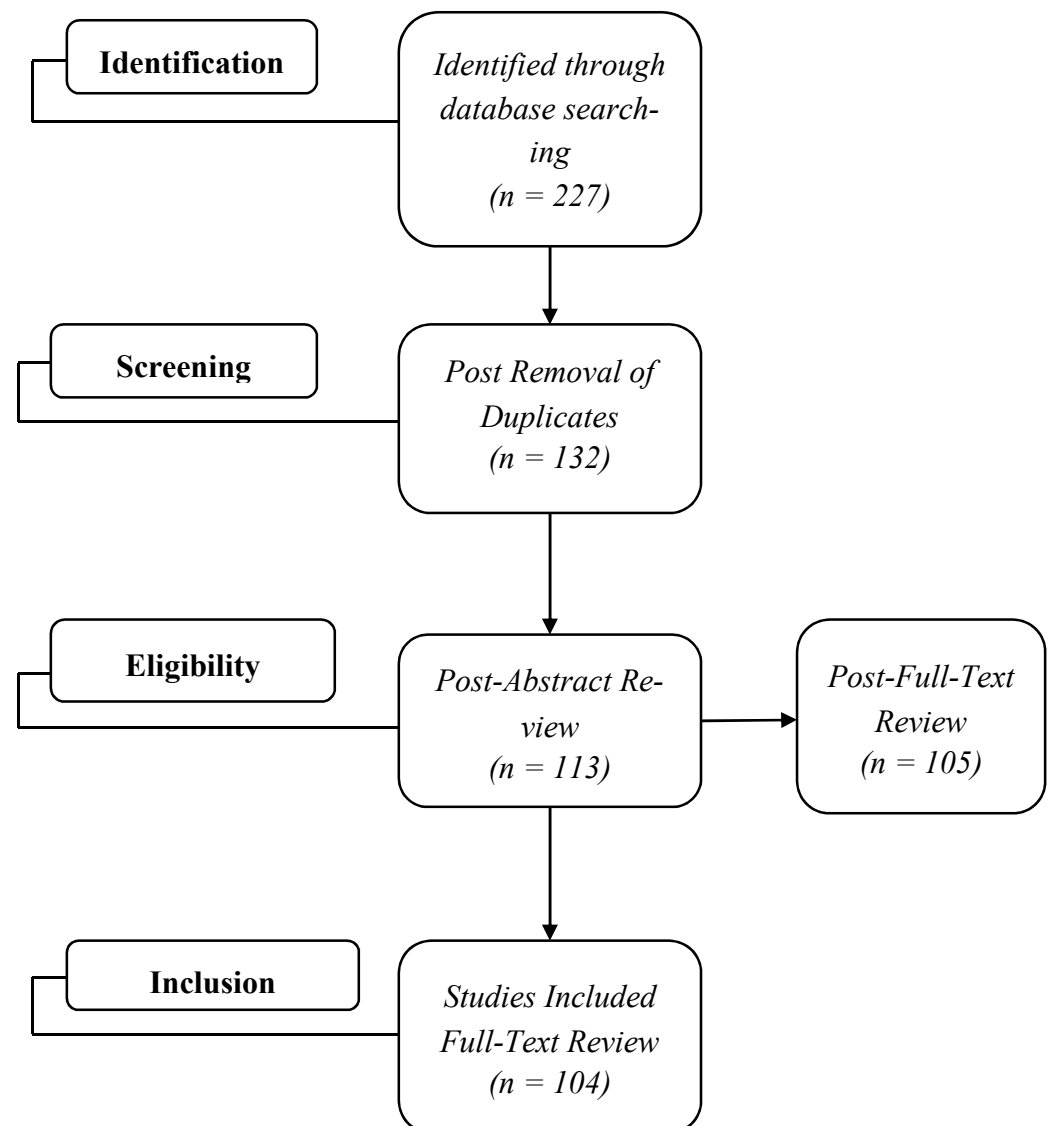 Identification
Identified through
database search-
ing
(n = 227)
Screening
Post Removal of
Duplicates
(n = 132)
Eligibility
Post-Abstract Re-
view
(n = 113)
Post-Full-Text
Review
(n = 105)
Inclusion
Studies Included
Full-Text Review
(n = 104)